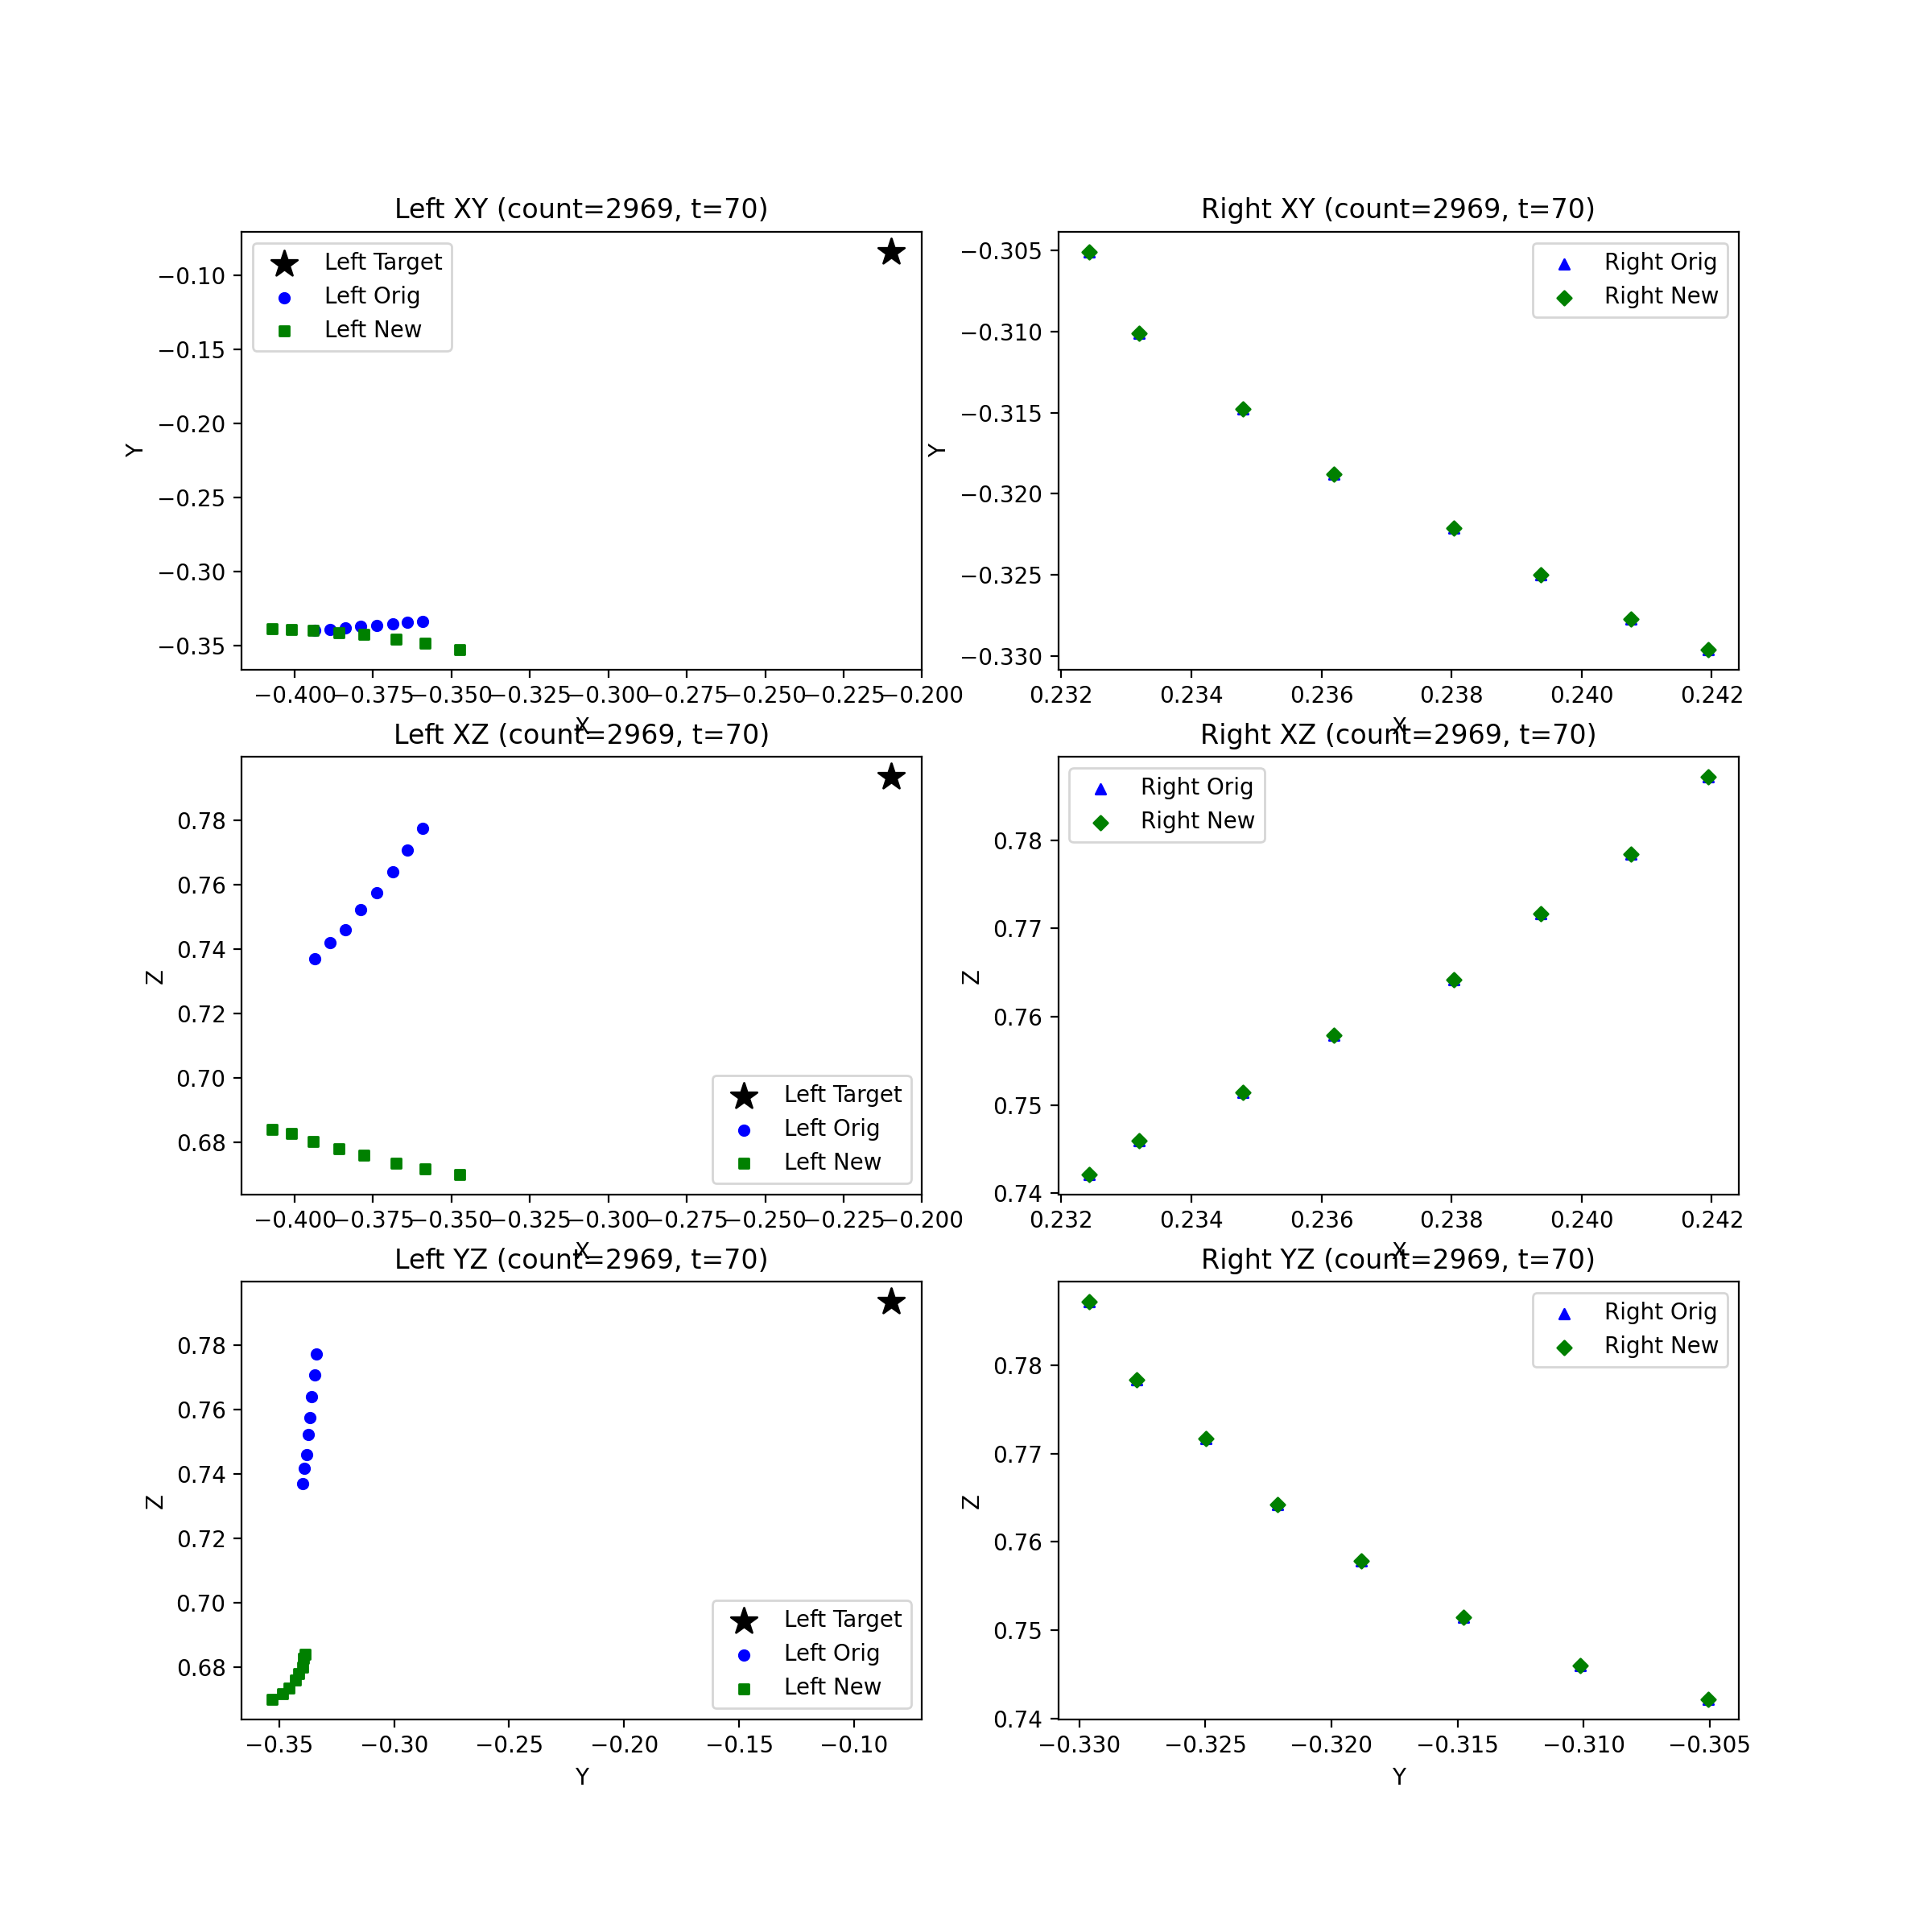 Left XY (count=2969, t=70)
Left Target
Left Orig
Left New
Y
−0.10
−0.15
−0.20
−0.25
−0.30
−0.35
−0.400 −0.375 −0.350 −0.325 −0.300 −0.275 −0.250 −0.225 −0.200
X
Right XY (count=2969, t=70)
Right Orig
Right New
Y
−0.305
−0.310
−0.315
−0.320
−0.325
−0.330
0.232 0.234 0.236 0.238 0.240 0.242
X
Left XZ (count=2969, t=70)
Z
0.78
0.76
0.74
0.72
0.70
0.68
Left Target
Left Orig
Left New
−0.400 −0.375 −0.350 −0.325 −0.300 −0.275 −0.250 −0.225 −0.200
X
Right XZ (count=2969, t=70)
Right Orig
Right New
Z
0.78
0.77
0.76
0.75
0.74
0.232 0.234 0.236 0.238 0.240 0.242
X
Left YZ (count=2969, t=70)
Z
0.78
0.76
0.74
0.72
0.70
0.68
Left Target
Left Orig
Left New
−0.35 −0.30 −0.25 −0.20 −0.15 −0.10
Y
Right YZ (count=2969, t=70)
Right Orig
Right New
Z
0.78
0.77
0.76
0.75
0.74
−0.330 −0.325 −0.320 −0.315 −0.310 −0.305
Y